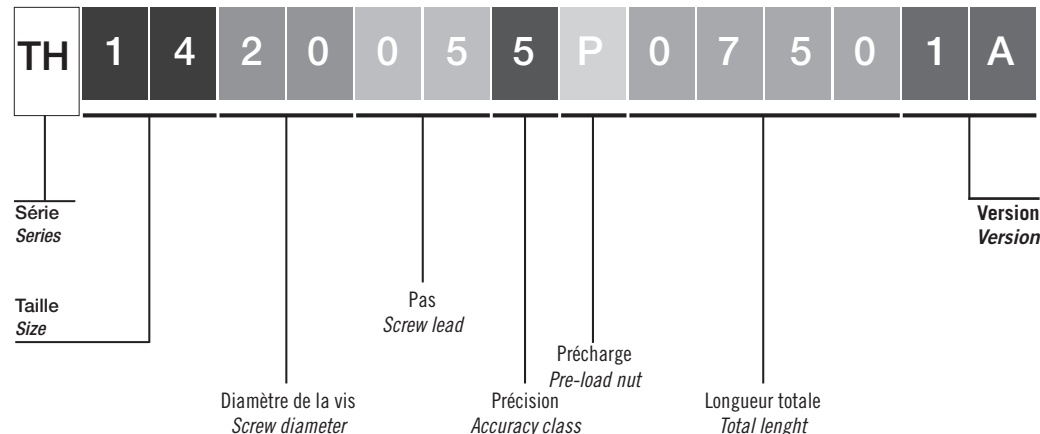 TH 1 4 2 0 0 5 5 P 0 7 5 0 1 A
Série
Series
Version
Version
Taille
Size
Pas
Screw lead
Précharge
Pre-load nut
Diamètre de la vis
Screw diameter
Précision
Accuracy class
Longueur totale
Total lenght